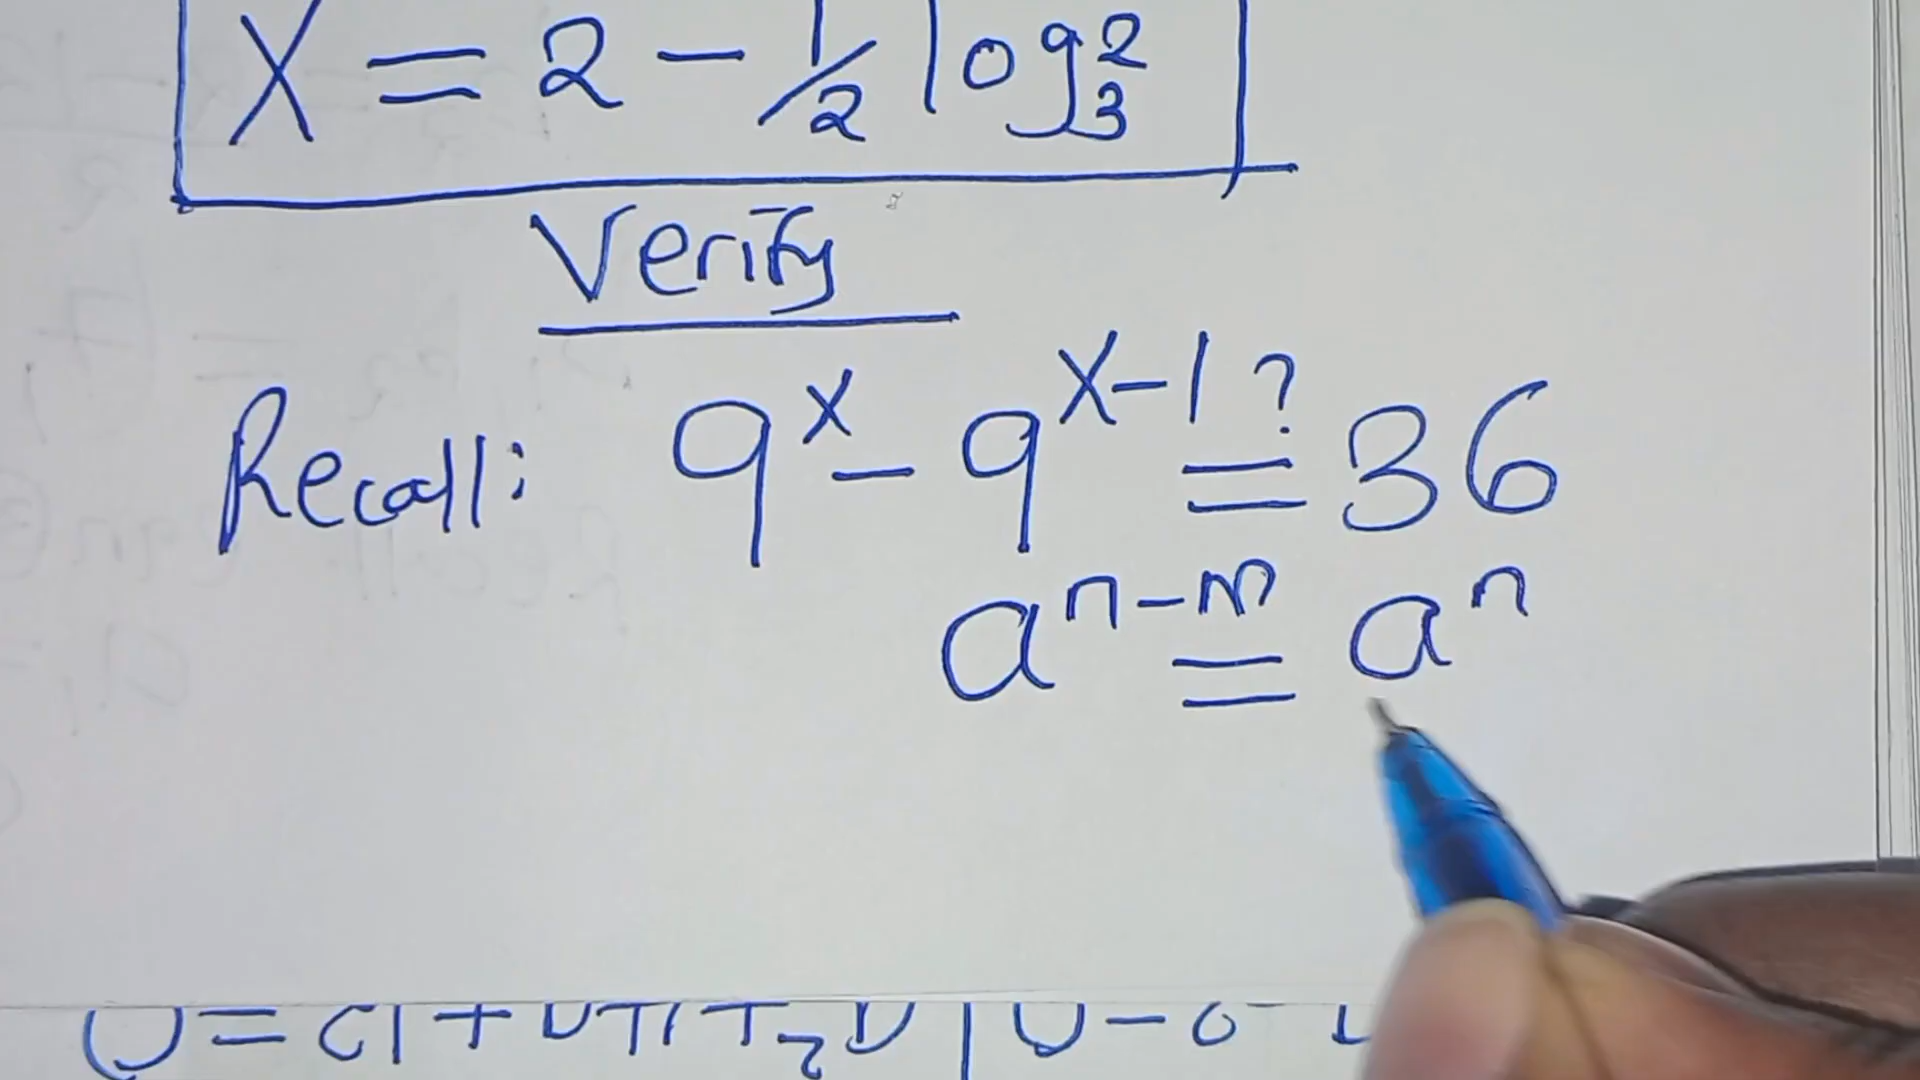 X = 2 - 1/2 log₃²
Verify
Recall: 9ˣ - 9ˣ⁻¹ ≟ 36
aⁿ⁻ᵐ = aⁿ